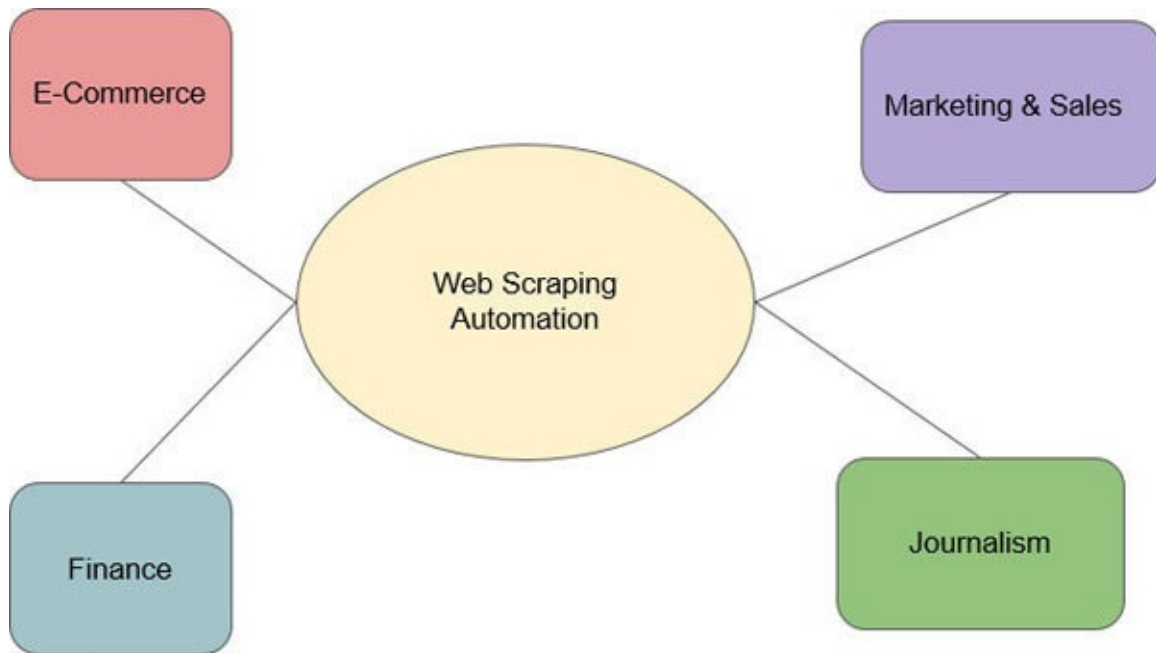 E-Commerce
Marketing & Sales
Web Scraping
Automation
Finance
Journalism